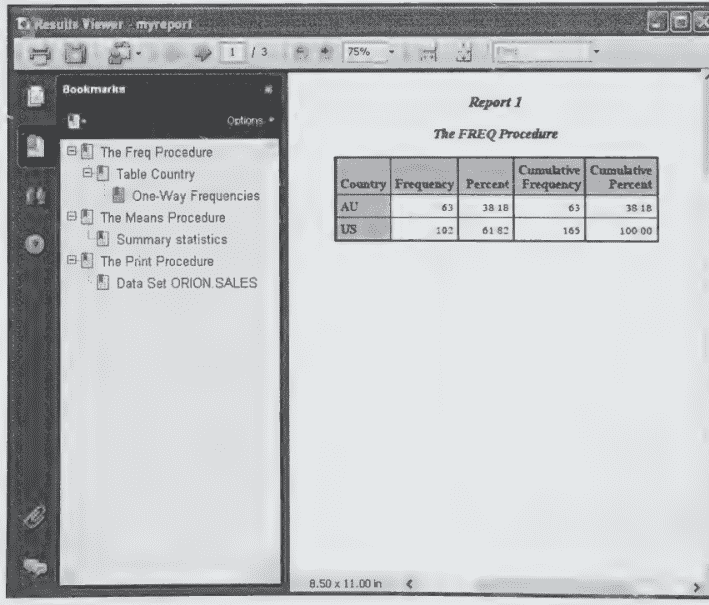 Results Viewer - myreport
1 / 3 75% Find
Bookmarks
Options
The Freq Procedure
Table Country
One-Way Frequencies
The Means Procedure
Summary statistics
The Print Procedure
Data Set ORION.SALES
Report 1
The FREQ Procedure
Country Frequency Percent Cumulative Frequency Cumulative Percent
AU 63 38.18 63 38.18
US 102 61.82 165 100.00
8.50 x 11.00 in